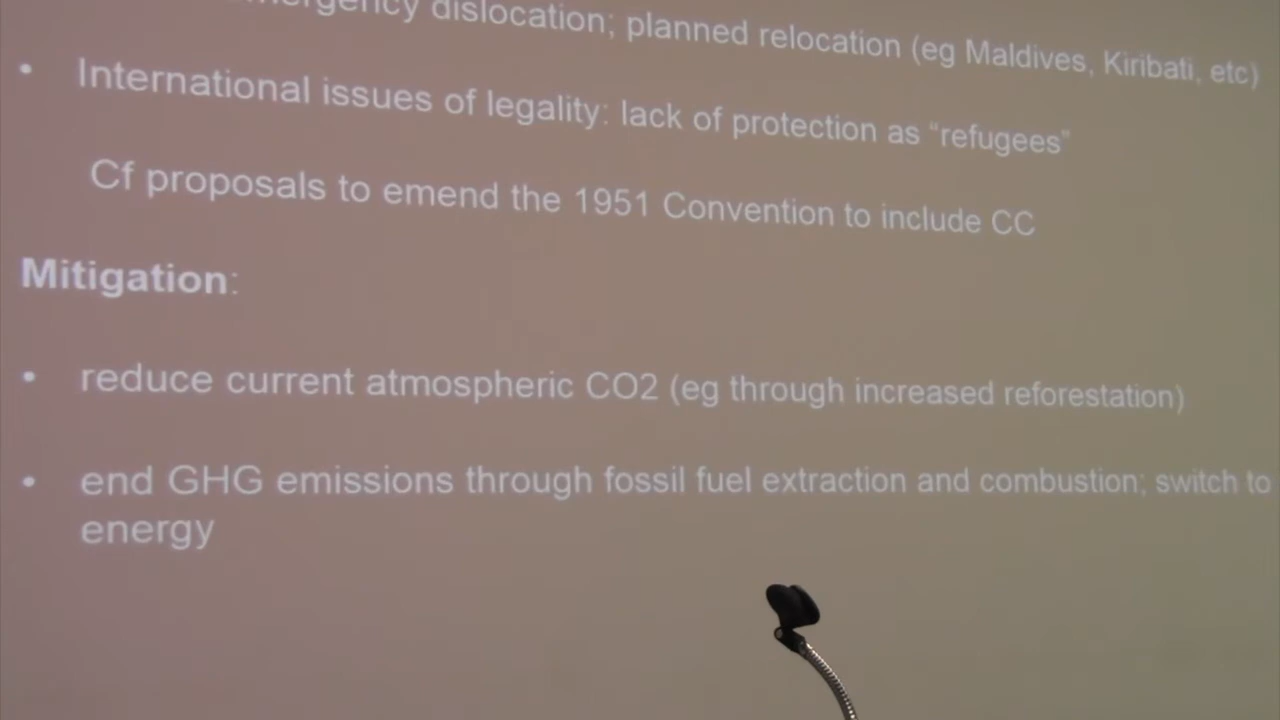 dislocation; planned relocation (eg Maldives, Kiribati, etc)
• International issues of legality: lack of protection as "refugees"
Cf proposals to emend the 1951 Convention to include CC
Mitigation:
• reduce current atmospheric CO2 (eg through increased reforestation)
• end GHG emissions through fossil fuel extraction and combustion; switch to
energy